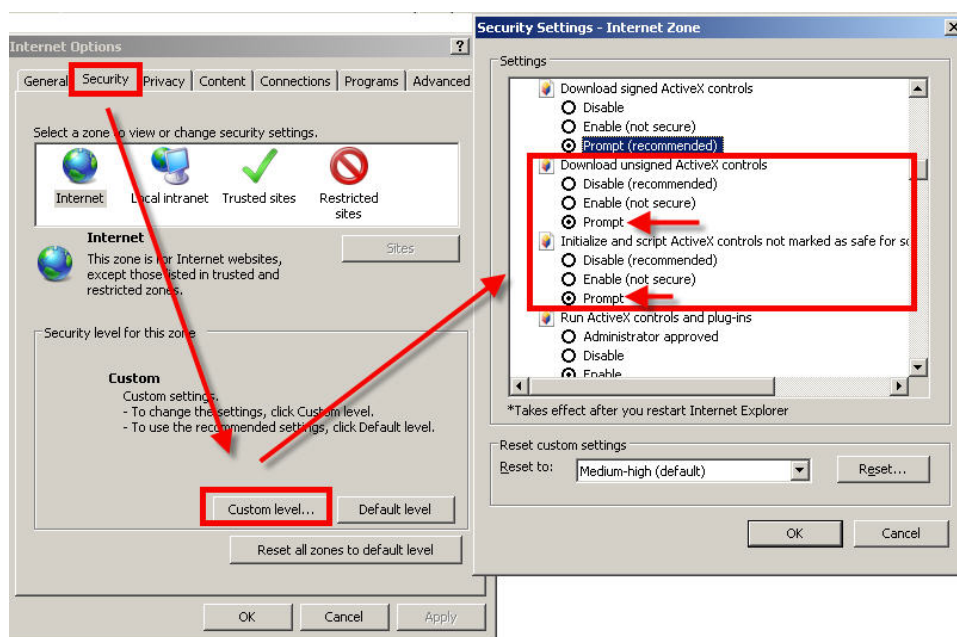 Internet Options
General Security Privacy Content Connections Programs Advanced
Select a zone to view or change security settings.
Internet Local intranet Trusted sites Restricted
sites
Internet
This zone is for Internet websites,
except those listed in trusted and
restricted zones.
Sites
Security level for this zone
Custom
Custom settings.
- To change the settings, click Custom level.
- To use the recommended settings, click Default level.
Custom level... Default level
Reset all zones to default level
OK Cancel Apply
Security Settings - Internet Zone
Settings
Download signed ActiveX controls
Disable
Enable (not secure)
Prompt (recommended)
Download unsigned ActiveX controls
Disable (recommended)
Enable (not secure)
Prompt
Initialize and script ActiveX controls not marked as safe for sc
Disable (recommended)
Enable (not secure)
Prompt
Run ActiveX controls and plug-ins
Administrator approved
Disable
Enable
*Takes effect after you restart Internet Explorer
Reset custom settings
Reset to: Medium-high (default) Reset...
OK Cancel